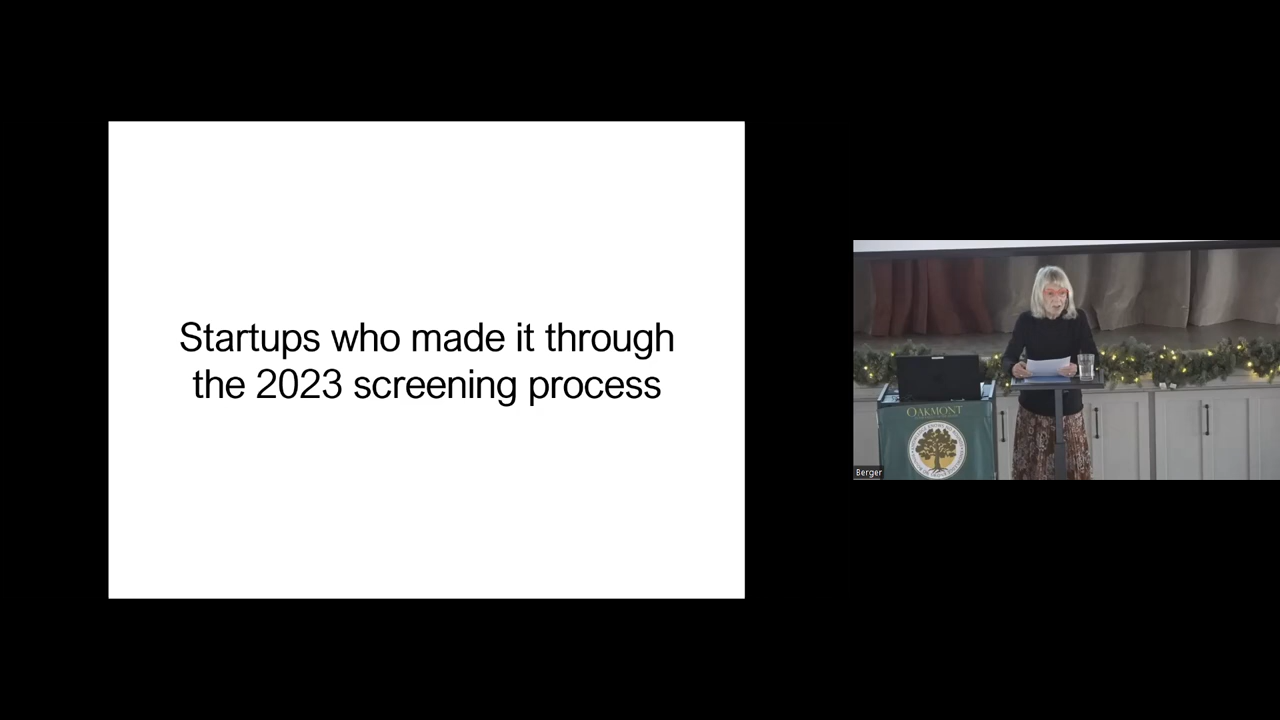 Startups who made it through
the 2023 screening process
OAKMONT
Berger